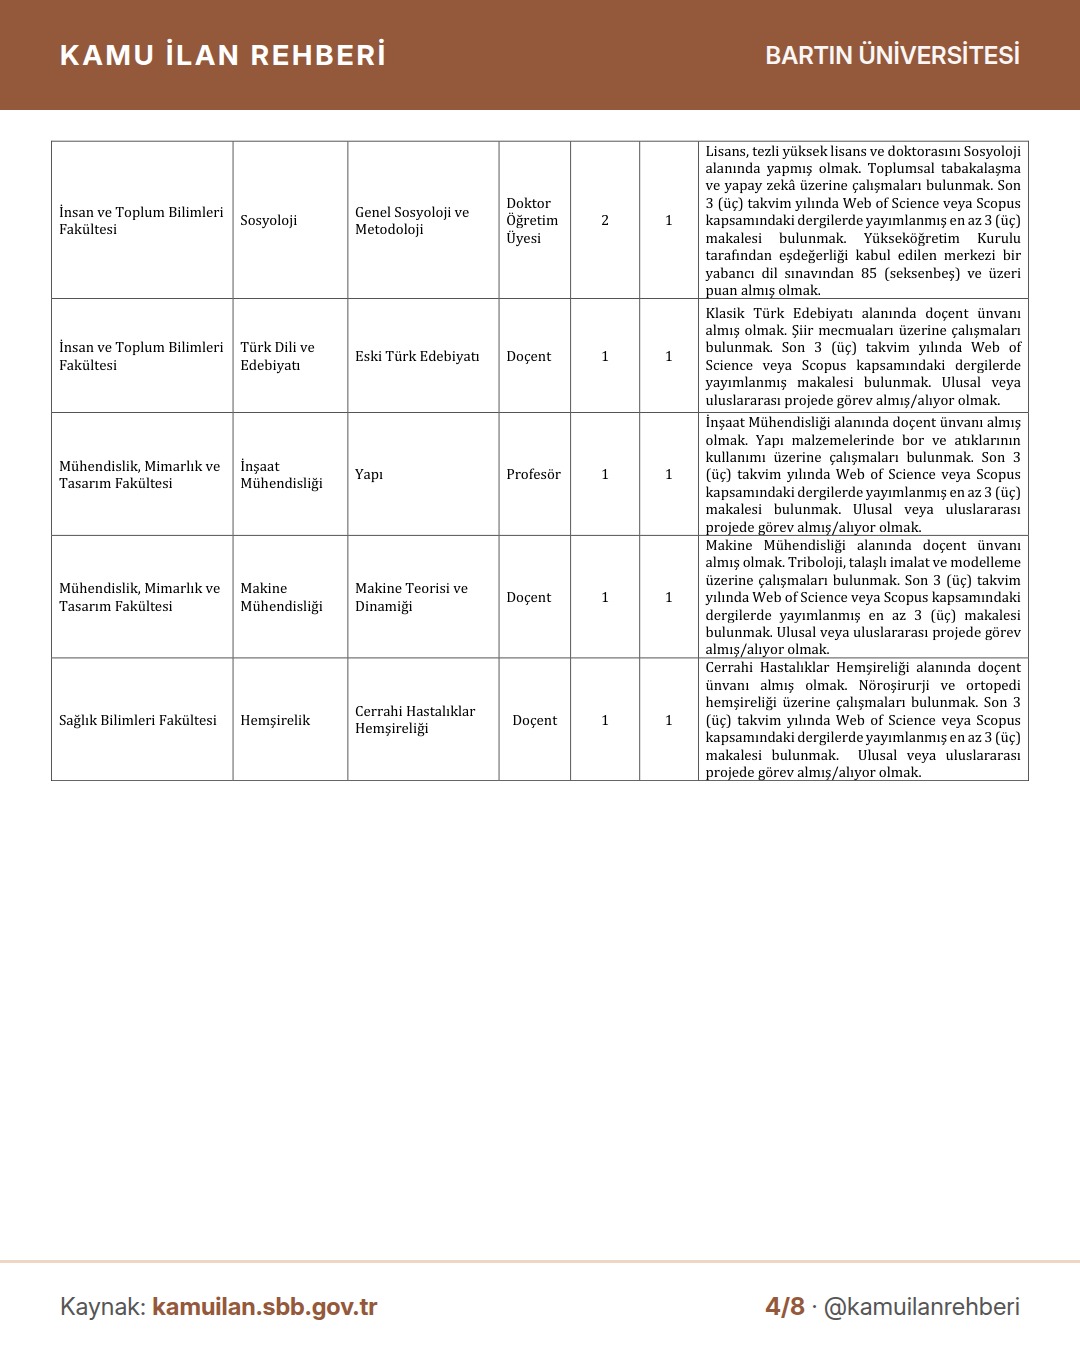 KAMU İLAN REHBERİ
BARTIN ÜNİVERSİTESİ
İnsan ve Toplum Bilimleri
Fakültesi
Sosyoloji
Genel Sosyoloji ve
Metodoloji
Doktor
Öğretim
Üyesi
2
1
Lisans, tezli yüksek lisans ve doktorasını Sosyoloji
alanında yapmış olmak. Toplumsal tabakalaşma
ve yapay zekâ üzerine çalışmaları bulunmak. Son
3 (üç) takvim yılında Web of Science veya Scopus
kapsamındaki dergilerde yayımlanmış en az 3 (üç)
makalesi bulunmak. Yükseköğretim Kurulu
tarafından eşdeğerliği kabul edilen merkezi bir
yabancı dil sınavından 85 (seksenbeş) ve üzeri
puan almış olmak.
İnsan ve Toplum Bilimleri
Fakültesi
Türk Dili ve
Edebiyatı
Eski Türk Edebiyatı
Doçent
1
1
Klasik Türk Edebiyatı alanında doçent ünvanı
almış olmak. Şiir mecmuaları üzerine çalışmaları
bulunmak. Son 3 (üç) takvim yılında Web of
Science veya Scopus kapsamındaki dergilerde
yayımlanmış makalesi bulunmak. Ulusal veya
uluslararası projede görev almış/alıyor olmak.
Mühendislik, Mimarlık ve
Tasarım Fakültesi
İnşaat
Mühendisliği
Yapı
Profesör
1
1
İnşaat Mühendisliği alanında doçent ünvanı almış
olmak. Yapı malzemelerinde bor ve atıklarının
kullanımı üzerine çalışmaları bulunmak. Son 3
(üç) takvim yılında Web of Science veya Scopus
kapsamındaki dergilerde yayımlanmış en az 3 (üç)
makalesi bulunmak. Ulusal veya uluslararası
projede görev almış/alıyor olmak.
Mühendislik, Mimarlık ve
Tasarım Fakültesi
Makine
Mühendisliği
Makine Teorisi ve
Dinamiği
Doçent
1
1
Makine Mühendisliği alanında doçent ünvanı
almış olmak. Triboloji, talaşlı imalat ve modelleme
üzerine çalışmaları bulunmak. Son 3 (üç) takvim
yılında Web of Science veya Scopus kapsamındaki
dergilerde yayımlanmış en az 3 (üç) makalesi
bulunmak. Ulusal veya uluslararası projede görev
almış/alıyor olmak.
Sağlık Bilimleri Fakültesi
Hemşirelik
Cerrahi Hastalıklar
Hemşireliği
Doçent
1
1
Cerrahi Hastalıklar Hemşireliği alanında doçent
ünvanı almış olmak. Nöroşirurji ve ortopedi
hemşireliği üzerine çalışmaları bulunmak. Son 3
(üç) takvim yılında Web of Science veya Scopus
kapsamındaki dergilerde yayımlanmış en az 3 (üç)
makalesi bulunmak. Ulusal veya uluslararası
projede görev almış/alıyor olmak.
Kaynak: kamuilan.sbb.gov.tr
4/8 · @kamuilanrehberi